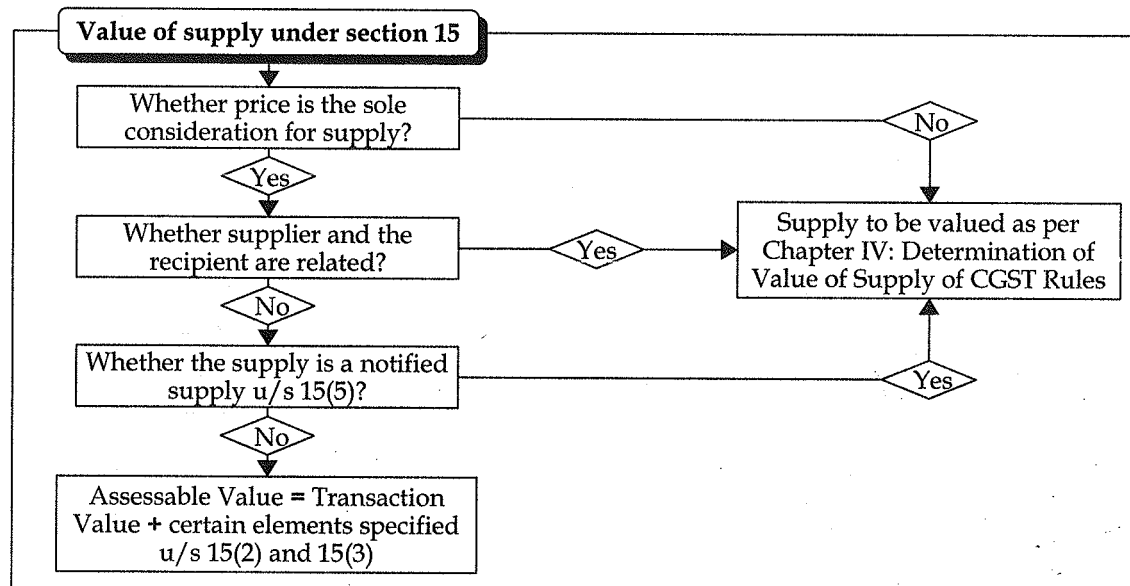 Value of supply under section 15
Whether price is the sole
consideration for supply?
No
Yes
Whether supplier and the
recipient are related?
Yes
Supply to be valued as per
Chapter IV: Determination of
Value of Supply of CGST Rules
No
Whether the supply is a notified
supply u/s 15(5)?
Yes
No
Assessable Value = Transaction
Value + certain elements specified
u/s 15(2) and 15(3)